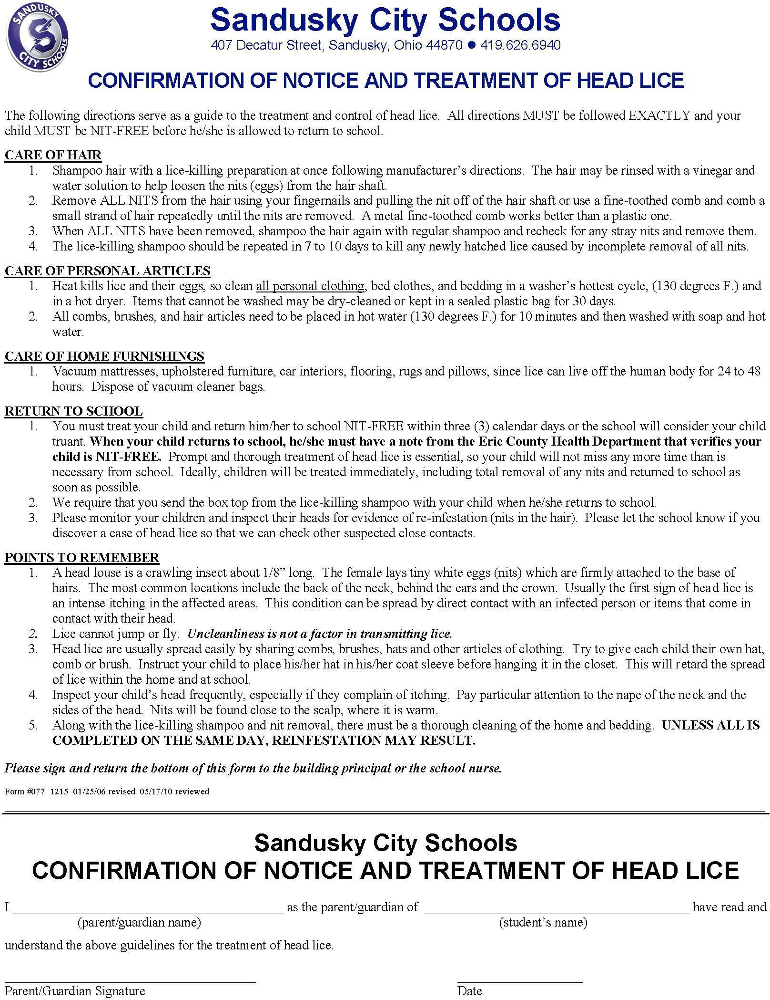 SANDUSKY
CITY SCHOOLS
Sandusky City Schools
407 Decatur Street, Sandusky, Ohio 44870 ● 419.626.6940
CONFIRMATION OF NOTICE AND TREATMENT OF HEAD LICE
The following directions serve as a guide to the treatment and control of head lice.  All directions MUST be followed EXACTLY and your
child MUST be NIT-FREE before he/she is allowed to return to school.
CARE OF HAIR
1. Shampoo hair with a lice-killing preparation at once following manufacturer’s directions.  The hair may be rinsed with a vinegar and
water solution to help loosen the nits (eggs) from the hair shaft.
2. Remove ALL NITS from the hair using your fingernails and pulling the nit off of the hair shaft or use a fine-toothed comb and comb a
small strand of hair repeatedly until the nits are removed.  A metal fine-toothed comb works better than a plastic one.
3. When ALL NITS have been removed, shampoo the hair again with regular shampoo and recheck for any stray nits and remove them.
4. The lice-killing shampoo should be repeated in 7 to 10 days to kill any newly hatched lice caused by incomplete removal of all nits.
CARE OF PERSONAL ARTICLES
1. Heat kills lice and their eggs, so clean all personal clothing, bed clothes, and bedding in a washer’s hottest cycle, (130 degrees F.) and
in a hot dryer.  Items that cannot be washed may be dry-cleaned or kept in a sealed plastic bag for 30 days.
2. All combs, brushes, and hair articles need to be placed in hot water (130 degrees F.) for 10 minutes and then washed with soap and hot
water.
CARE OF HOME FURNISHINGS
1. Vacuum mattresses, upholstered furniture, car interiors, flooring, rugs and pillows, since lice can live off the human body for 24 to 48
hours.  Dispose of vacuum cleaner bags.
RETURN TO SCHOOL
1. You must treat your child and return him/her to school NIT-FREE within three (3) calendar days or the school will consider your child
truant. When your child returns to school, he/she must have a note from the Erie County Health Department that verifies your
child is NIT-FREE.  Prompt and thorough treatment of head lice is essential, so your child will not miss any more time than is
necessary from school.  Ideally, children will be treated immediately, including total removal of any nits and returned to school as
soon as possible.
2. We require that you send the box top from the lice-killing shampoo with your child when he/she returns to school.
3. Please monitor your children and inspect their heads for evidence of re-infestation (nits in the hair).  Please let the school know if you
discover a case of head lice so that we can check other suspected close contacts.
POINTS TO REMEMBER
1. A head louse is a crawling insect about 1/8” long.  The female lays tiny white eggs (nits) which are firmly attached to the base of
hairs.  The most common locations include the back of the neck, behind the ears and the crown.  Usually the first sign of head lice is
an intense itching in the affected areas.  This condition can be spread by direct contact with an infected person or items that come in
contact with their head.
2. Lice cannot jump or fly.  Uncleanliness is not a factor in transmitting lice.
3. Head lice are usually spread easily by sharing combs, brushes, hats and other articles of clothing.  Try to give each child their own hat,
comb or brush.  Instruct your child to place his/her hat in his/her coat sleeve before hanging it in the closet.  This will retard the spread
of lice within the home and at school.
4. Inspect your child’s head frequently, especially if they complain of itching.  Pay particular attention to the nape of the neck and the
sides of the head.  Nits will be found close to the scalp, where it is warm.
5. Along with the lice-killing shampoo and nit removal, there must be a thorough cleaning of the home and bedding.  UNLESS ALL IS
COMPLETED ON THE SAME DAY, REINFESTATION MAY RESULT.
Please sign and return the bottom of this form to the building principal or the school nurse.
Form #077  1215  01/25/06 revised  05/17/10 reviewed
Sandusky City Schools
CONFIRMATION OF NOTICE AND TREATMENT OF HEAD LICE
I ____________________ as the parent/guardian of ____________________ have read and
(parent/guardian name) (student’s name)
understand the above guidelines for the treatment of head lice.
Parent/Guardian Signature Date